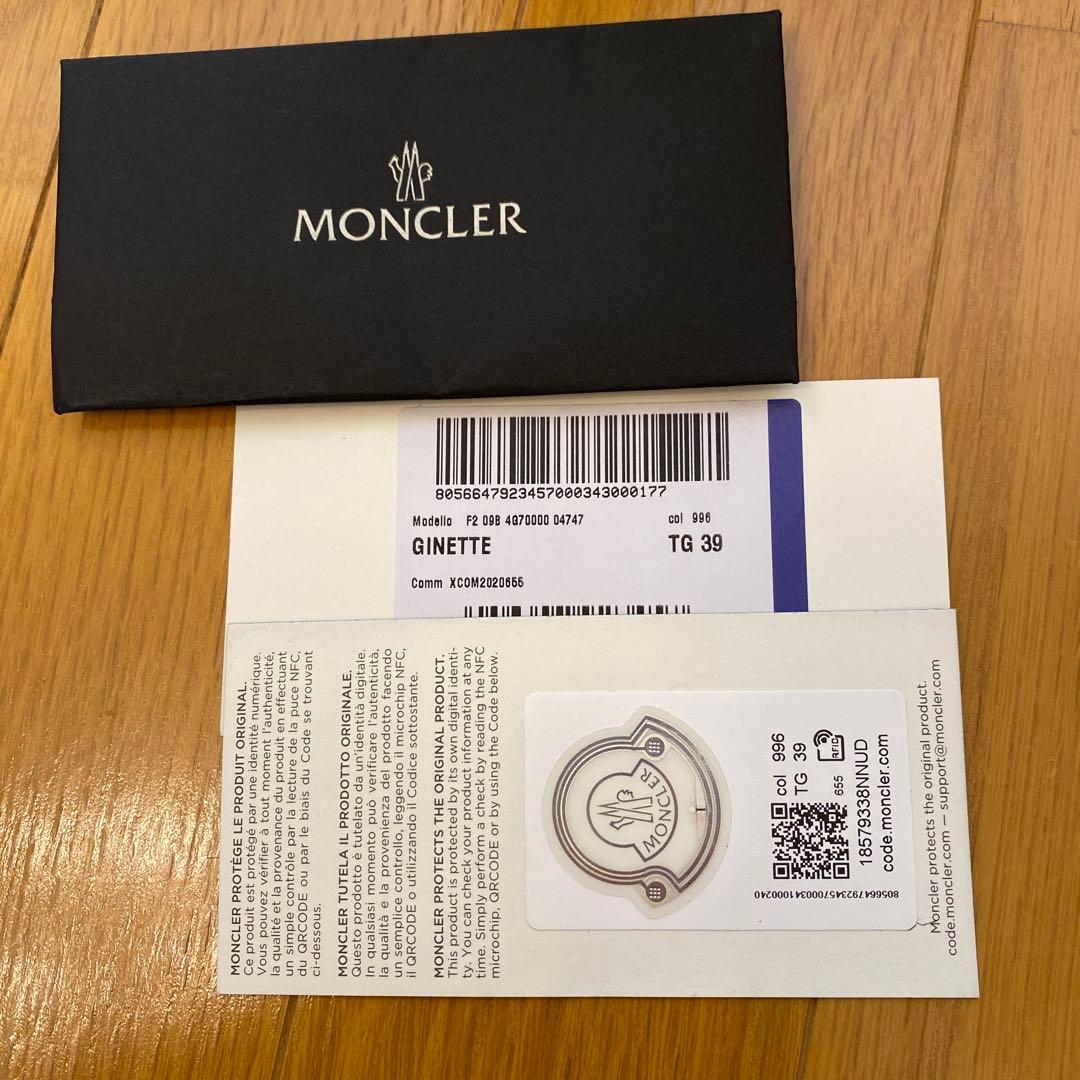 MONCLER
8056647923457000343000177
Modello F2 09B 4G70000 04747 col 996
GINETTE TG 39
Comm XCOM2020655
MONCLER PROTÈGE LE PRODUIT ORIGINAL.
Ce produit est protégé par une identité numérique.
Vous pouvez vérifier à tout moment l'authenticité,
la qualité et la provenance du produit en effectuant
un simple contrôle par la lecture de la puce NFC,
du QRCODE ou par le biais du Code se trouvant
ci-dessous.
MONCLER TUTELA IL PRODOTTO ORIGINALE.
Questo prodotto è tutelato da un'identità digitale.
In qualsiasi momento può verificare l'autenticità,
la qualità e la provenienza del prodotto facendo
un semplice controllo, leggendo il microchip NFC,
il QRCODE o utilizzando il Codice sottostante.
MONCLER PROTECTS THE ORIGINAL PRODUCT.
This product is protected by its own digital identi-
ty. You can check your product information at any
time. Simply perform a check by reading the NFC
microchip, QRCODE or by using the Code below.
MONCLER
col 996
TG 39
655
RFID
8056647923457000341000240
18579338NNUD
code.moncler.com
Moncler protects the original product.
code.moncler.com — support@moncler.com